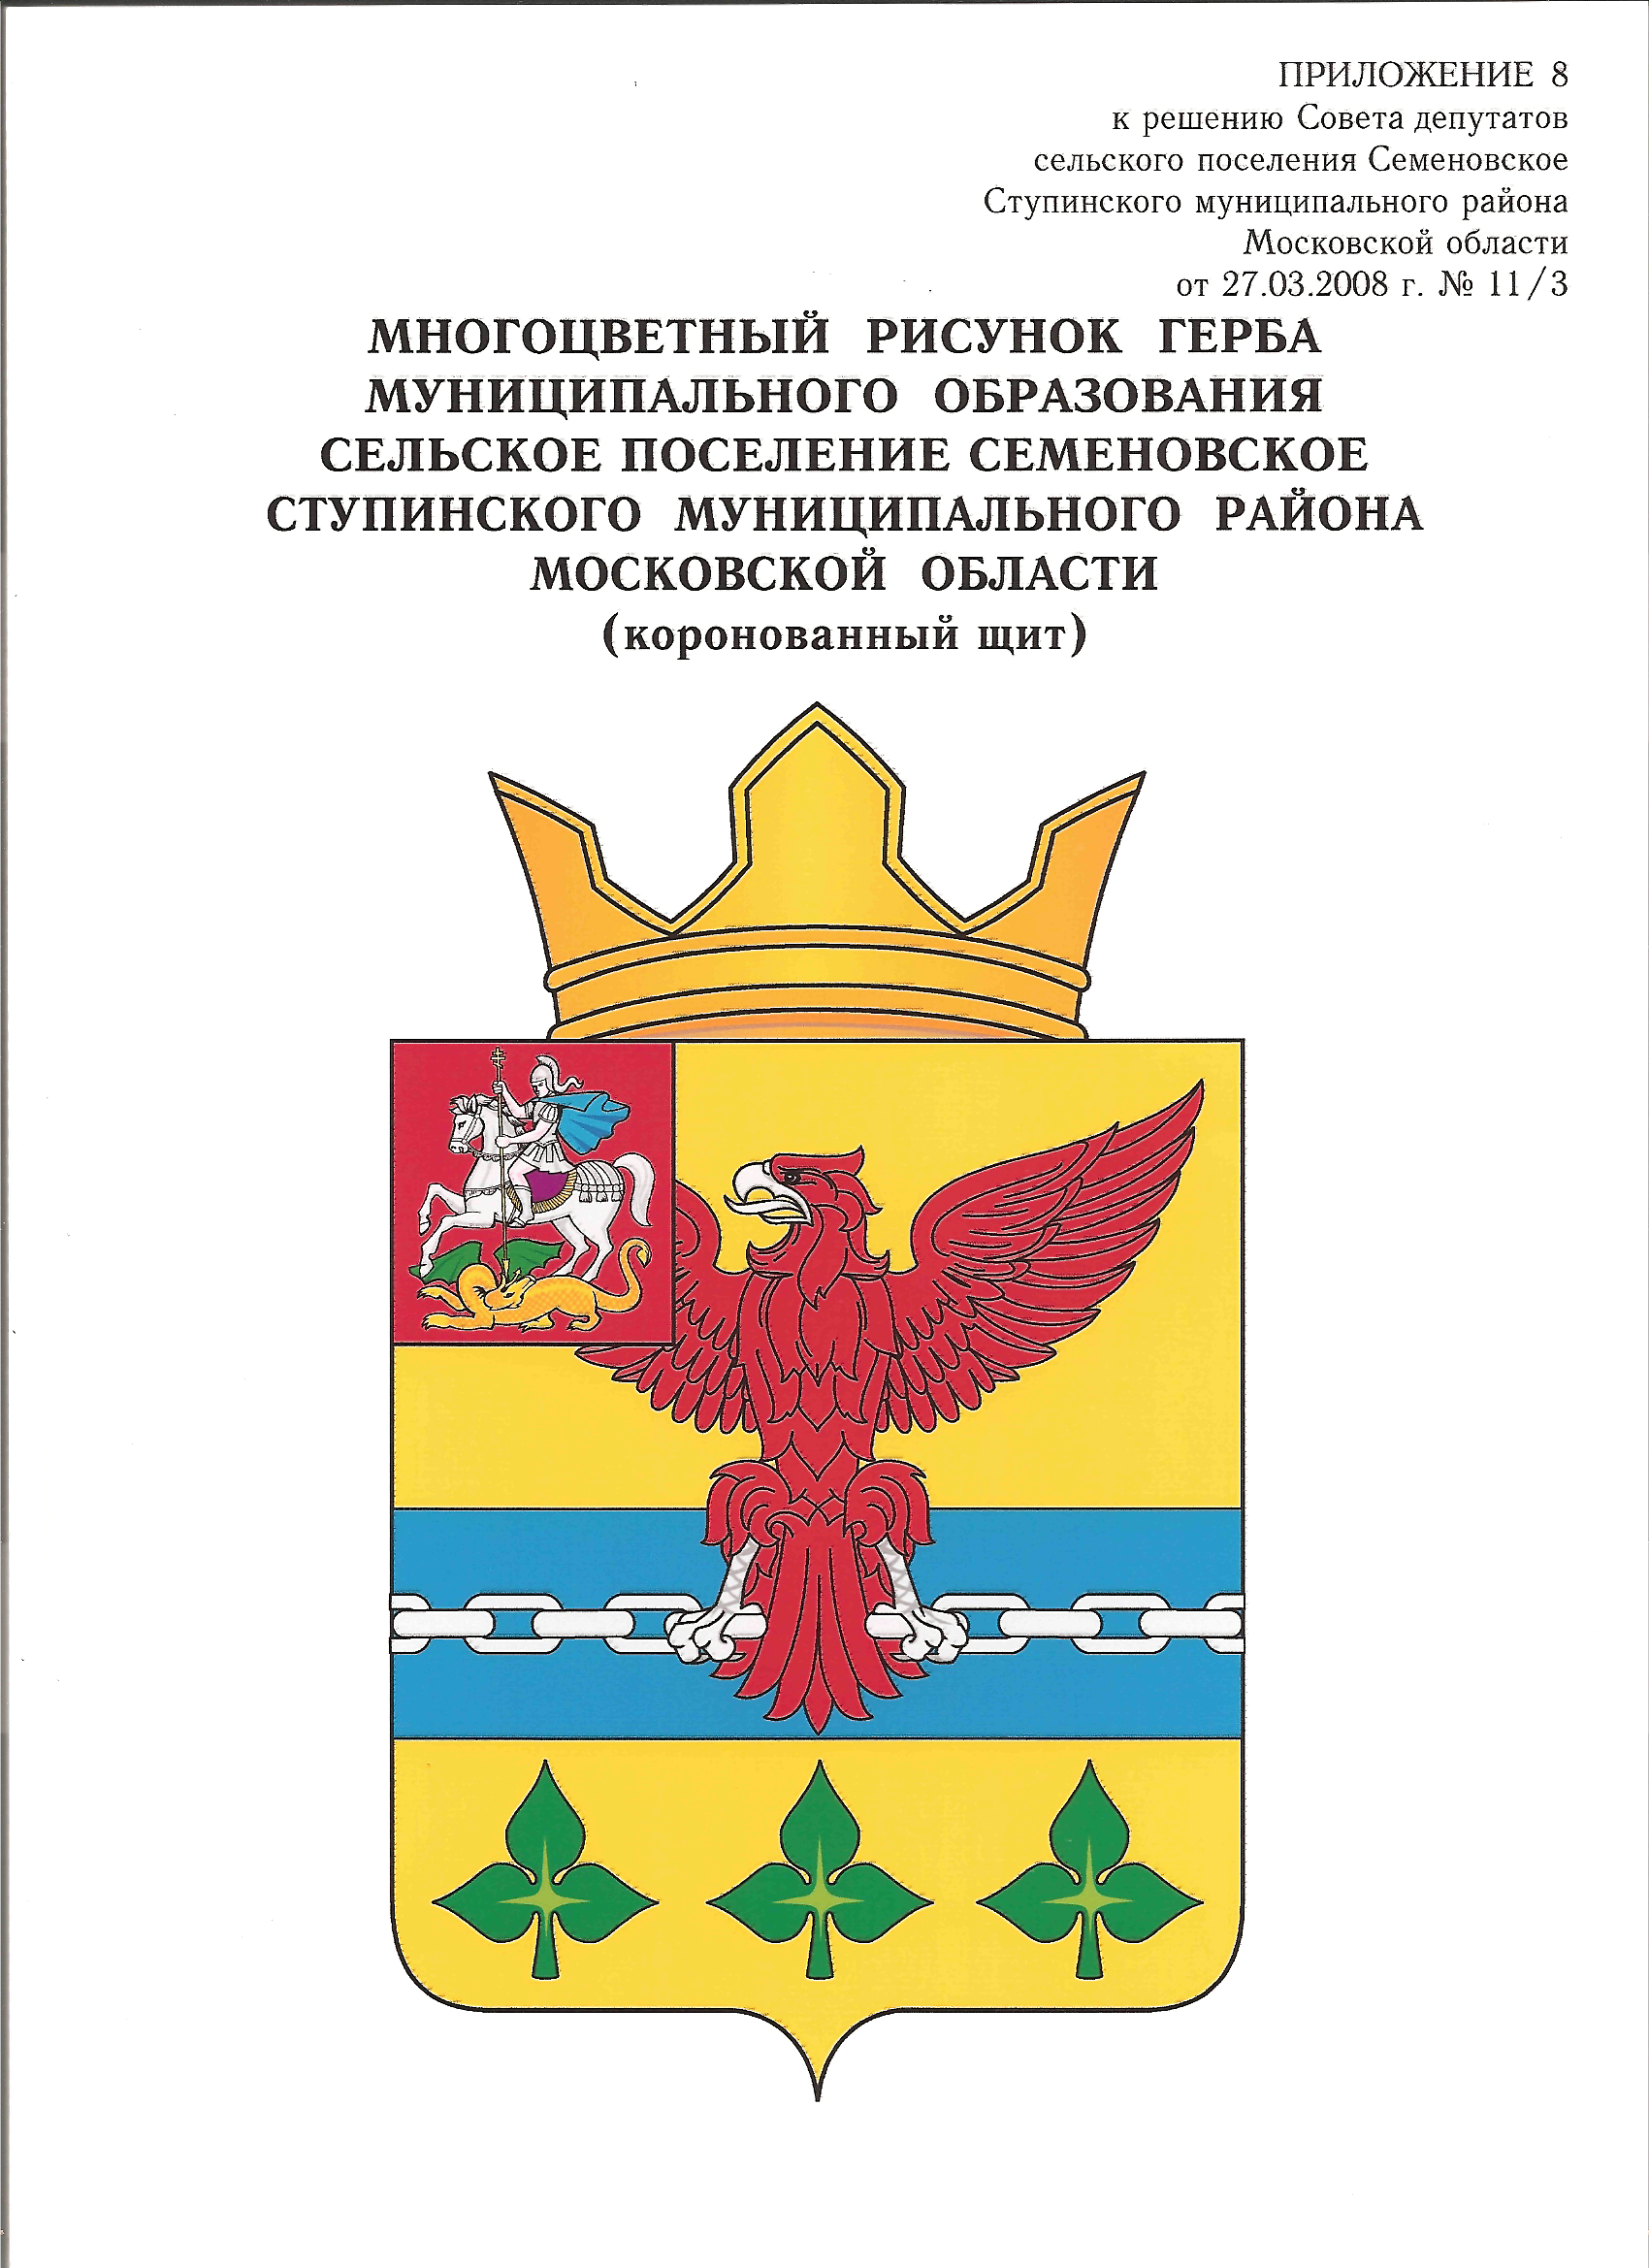 ПРИЛОЖЕНИЕ 8
к решению Совета депутатов
сельского поселения Семеновское
Ступинского муниципального района
Московской области
от 27.03.2008 г. № 11/3
МНОГОЦВЕТНЫЙ РИСУНОК ГЕРБА
МУНИЦИПАЛЬНОГО ОБРАЗОВАНИЯ
СЕЛЬСКОЕ ПОСЕЛЕНИЕ СЕМЕНОВСКОЕ
СТУПИНСКОГО МУНИЦИПАЛЬНОГО РАЙОНА
МОСКОВСКОЙ ОБЛАСТИ
(коронованный щит)